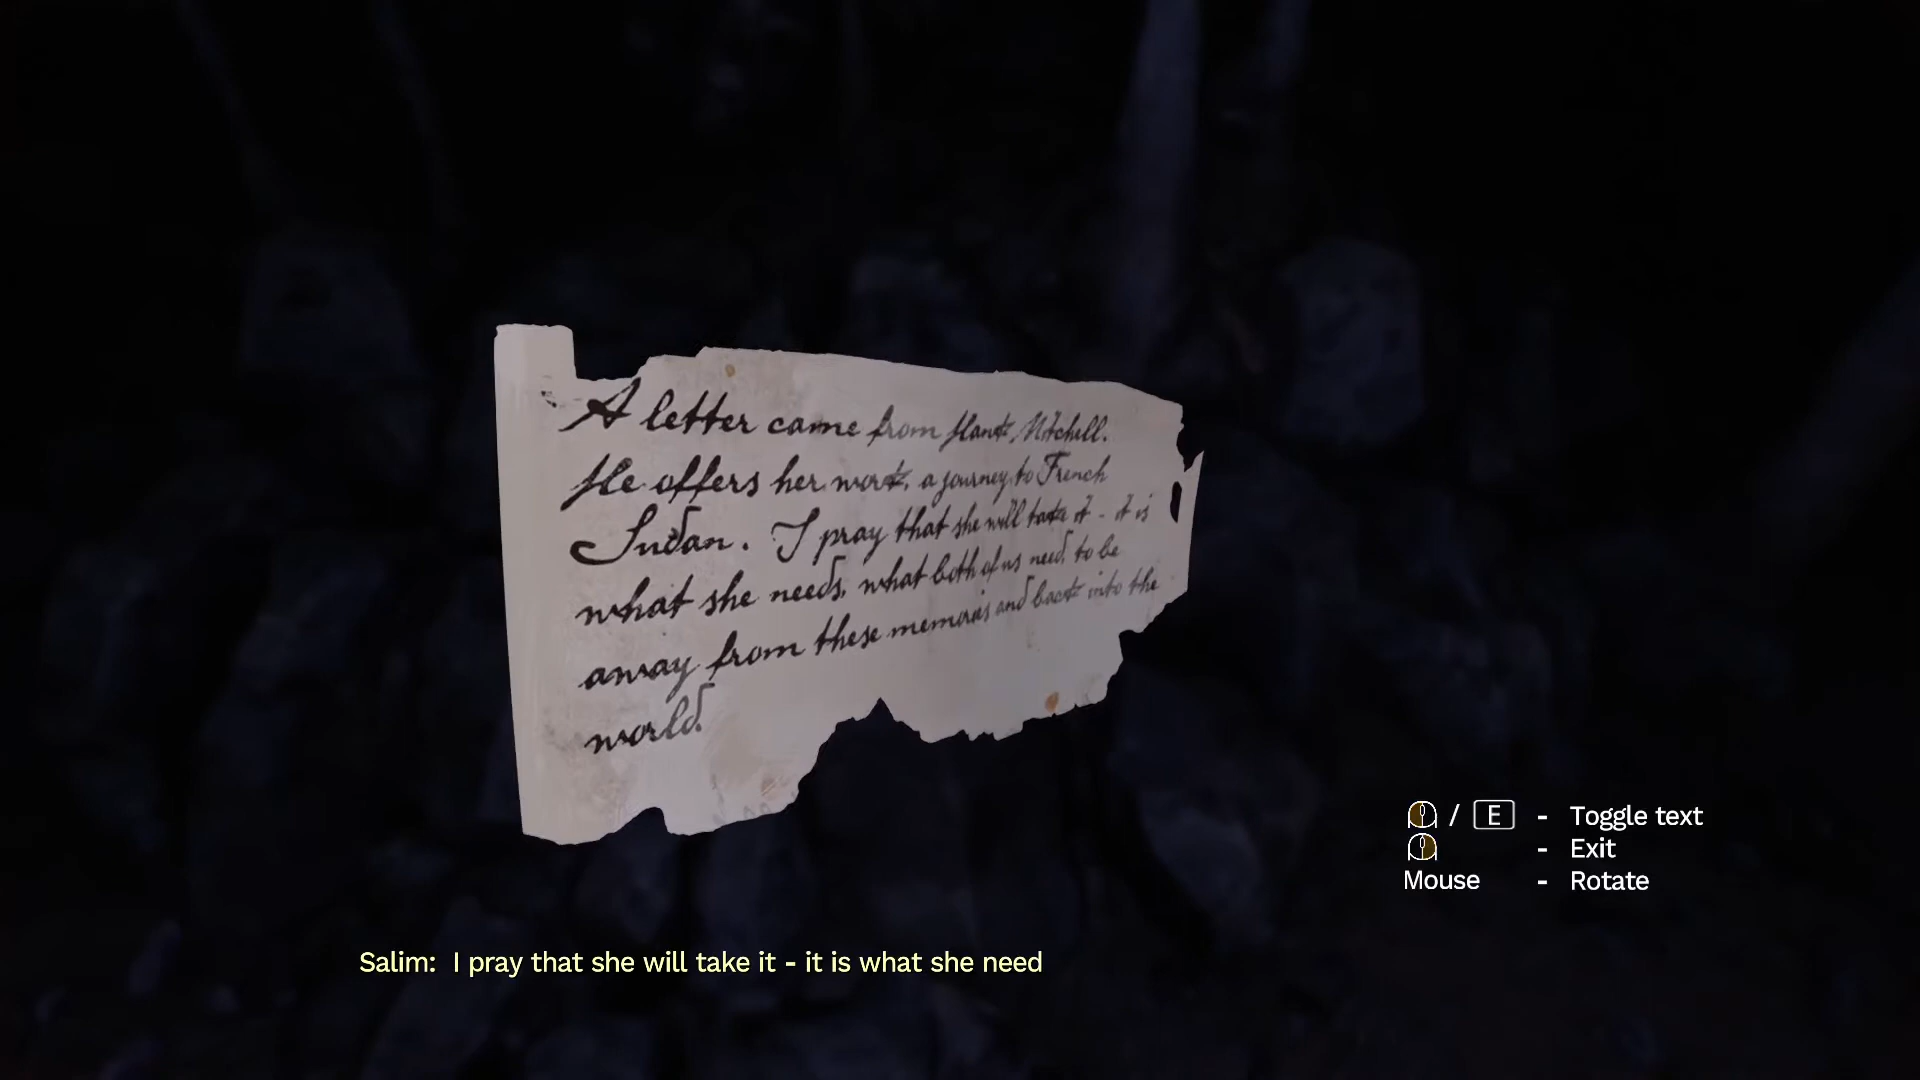 A letter came from Hank Mitchell.
He offers her work, a journey to French
Sudan. I pray that she will take it - it is
what she needs, what both of us need, to be
away from these memories and back into the
world.
/ E - Toggle text
- Exit
Mouse - Rotate
Salim: I pray that she will take it - it is what she need